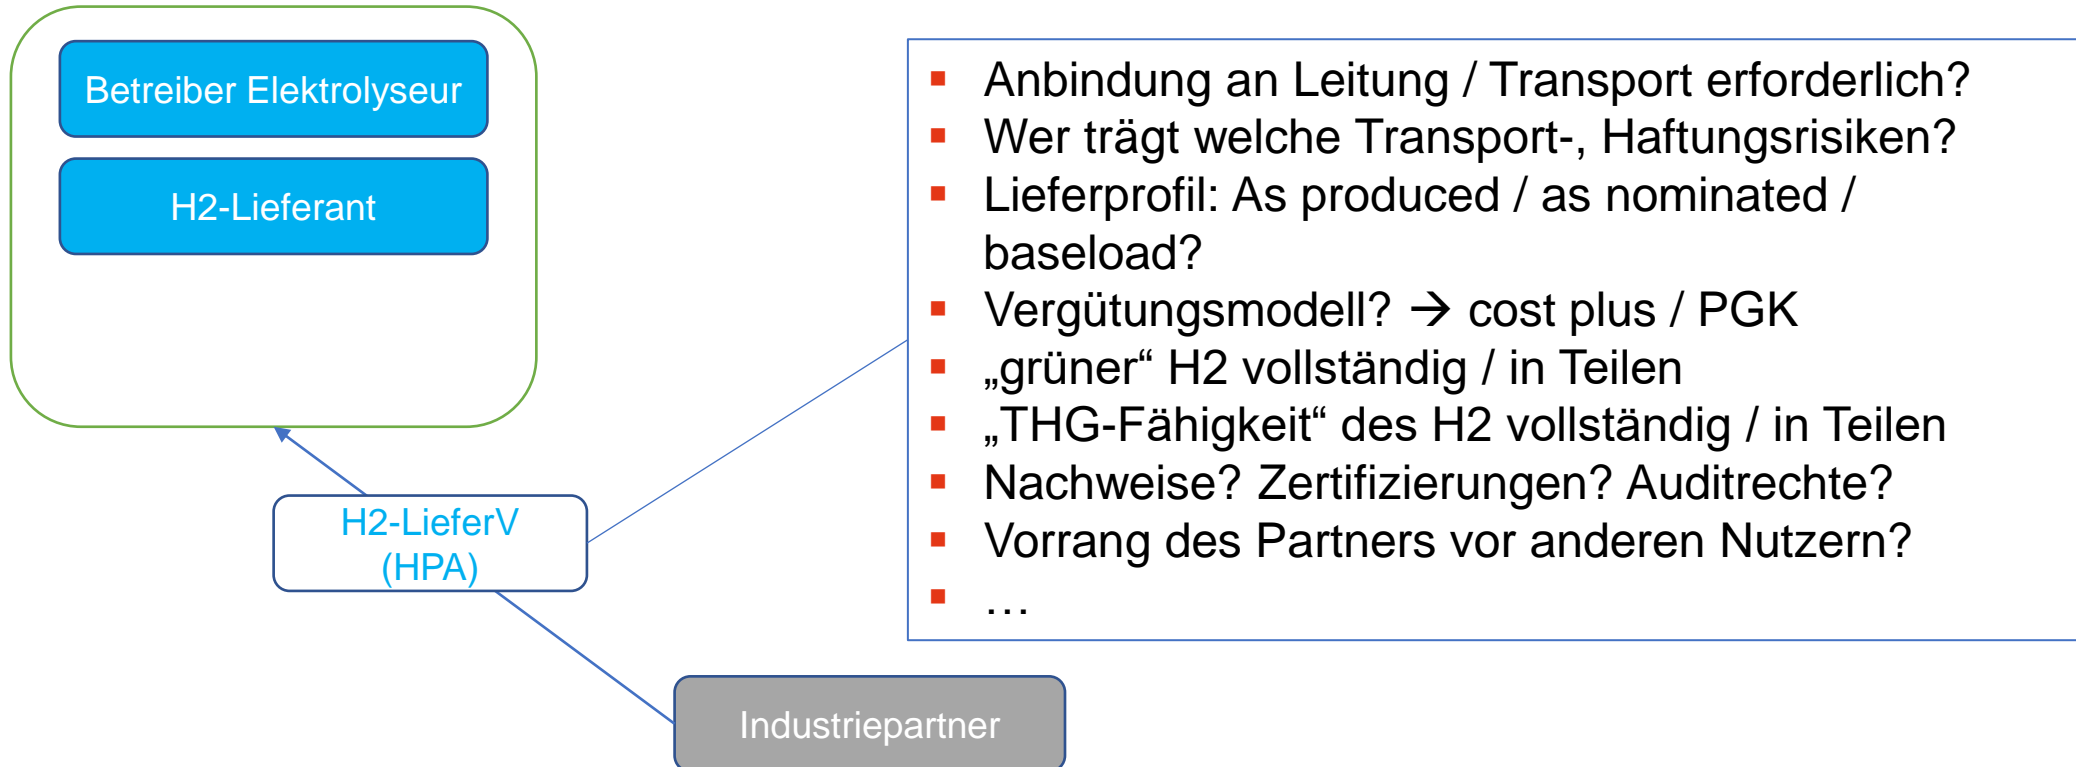 Betreiber Elektrolyseur
H2-Lieferant
H2-LieferV
(HPA)
Industriepartner
▪ Anbindung an Leitung / Transport erforderlich?
▪ Wer trägt welche Transport-, Haftungsrisiken?
▪ Lieferprofil: As produced / as nominated /
baseload?
▪ Vergütungsmodell? → cost plus / PGK
▪ „grüner“ H2 vollständig / in Teilen
▪ „THG-Fähigkeit“ des H2 vollständig / in Teilen
▪ Nachweise? Zertifizierungen? Auditrechte?
▪ Vorrang des Partners vor anderen Nutzern?
▪ …